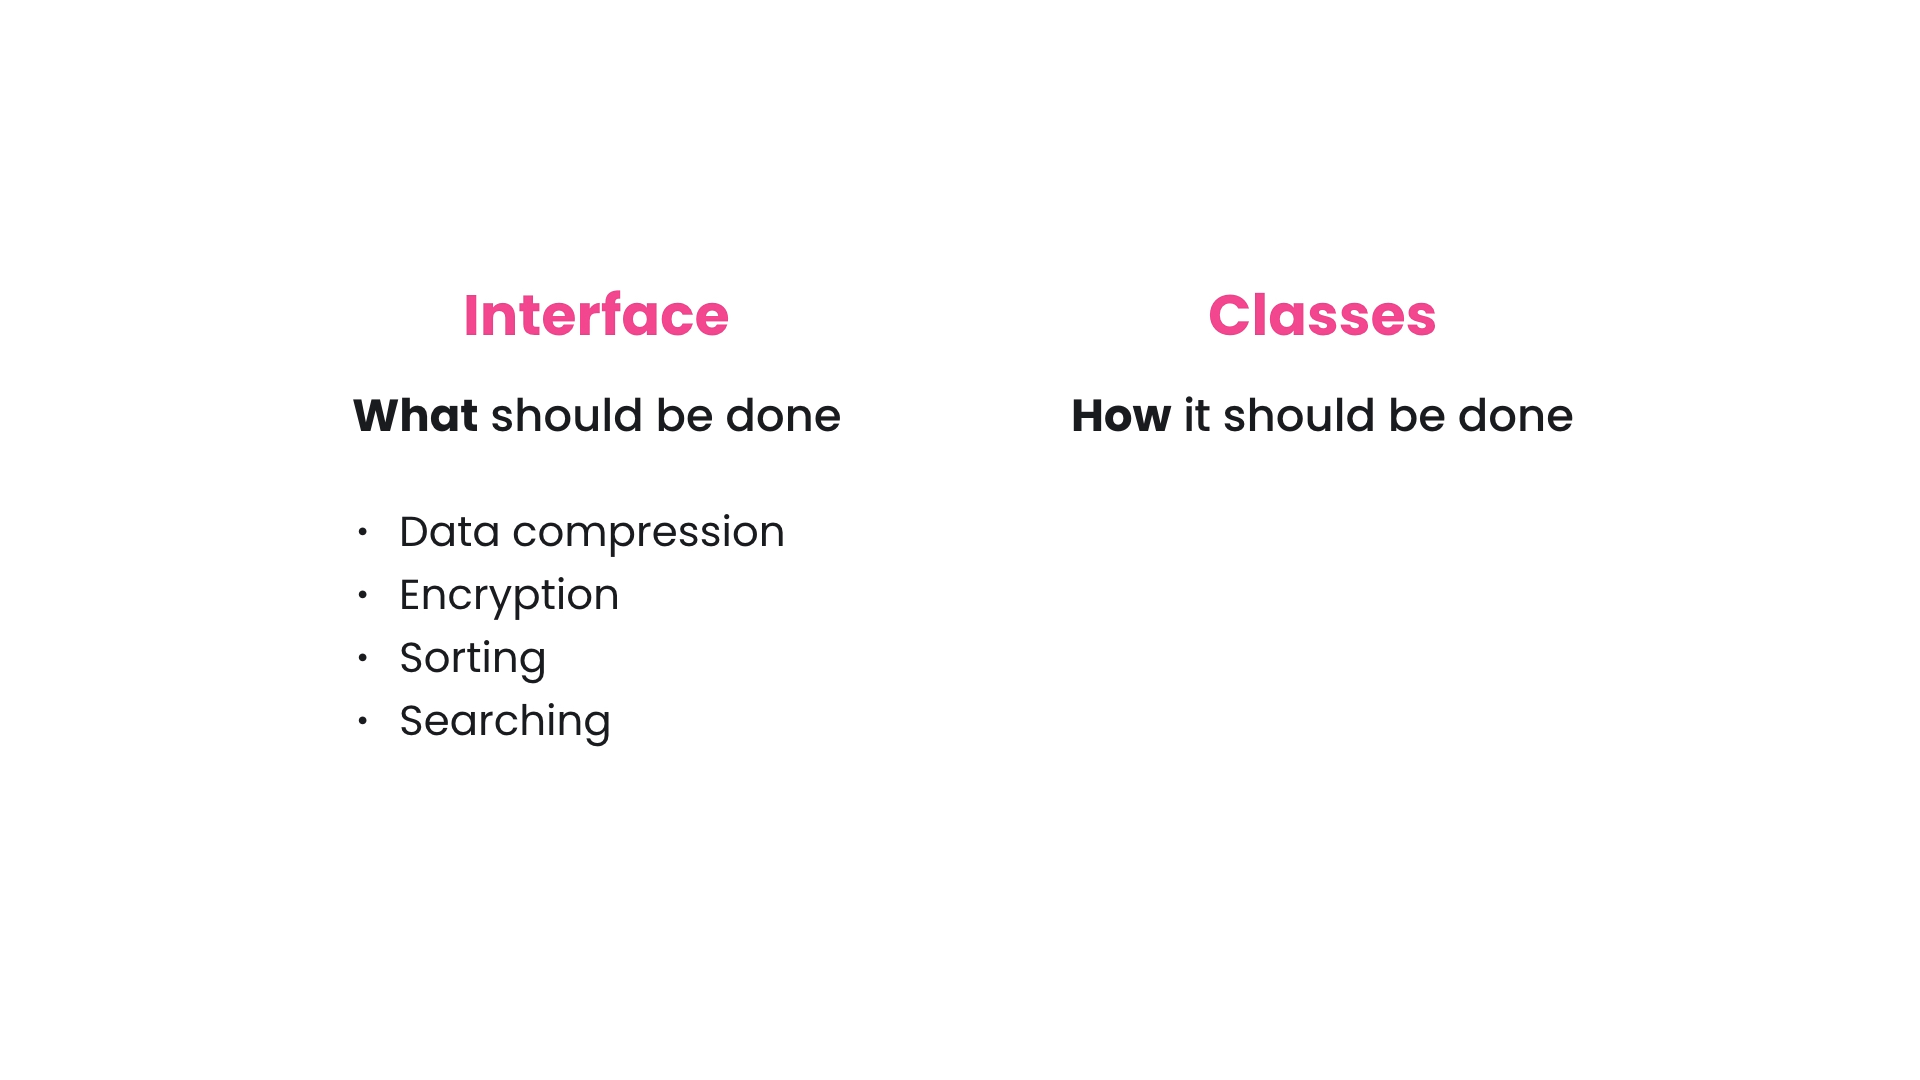 Interface
What should be done
· Data compression
· Encryption
· Sorting
· Searching
Classes
How it should be done